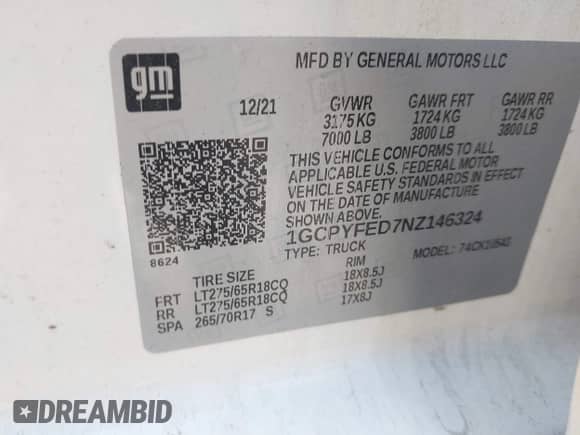 gm
MFD BY GENERAL MOTORS LLC
12/21 GVWR GAWR FRT GAWR RR
3175 KG 1724 KG 1724 KG
7000 LB 3800 LB 3800 LB
THIS VEHICLE CONFORMS TO ALL
APPLICABLE U.S. FEDERAL MOTOR
VEHICLE SAFETY STANDARDS IN EFFECT
ON THE DATE OF MANUFACTURE
SHOWN ABOVE.
1GCPYFED7NZ146324
8624
TYPE: TRUCK MODEL:
TIRE SIZE RIM
FRT LT275/65R18CQ 18X8.5J
RR LT275/65R18CQ 18X8.5J
SPA 265/70R17 S 17X8J
DREAMBID